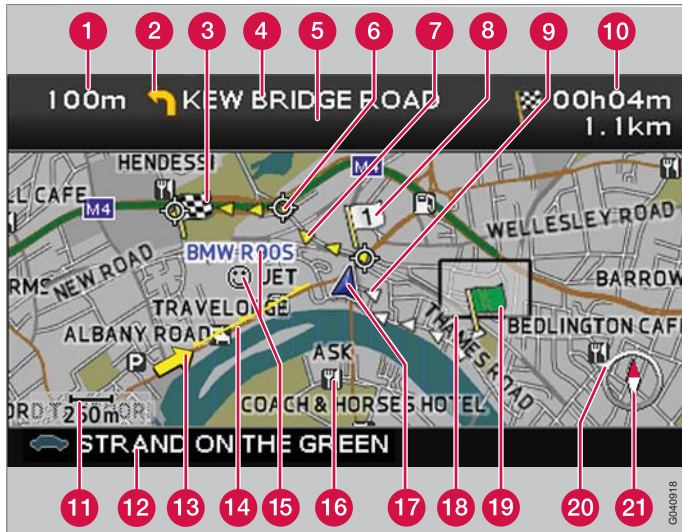 1 2 3 4 5 6 7 8 9 10
100m KEW BRIDGE ROAD 00h04m
1.1km
HENDESSI
LL CAFE
M4
M4
1
WELLESLEY ROAD
BMW R00S
NEW ROAD
JET
BARROW
TRAVELODGE
ALBANY ROAD
P
THAMES ROAD
BEDLINGTON CAFE
ASK
250m
COACH & HORSES HOTEL
STRAND ON THE GREEN
11 12 13 14 15 16 17 18 19 20 21
G040918